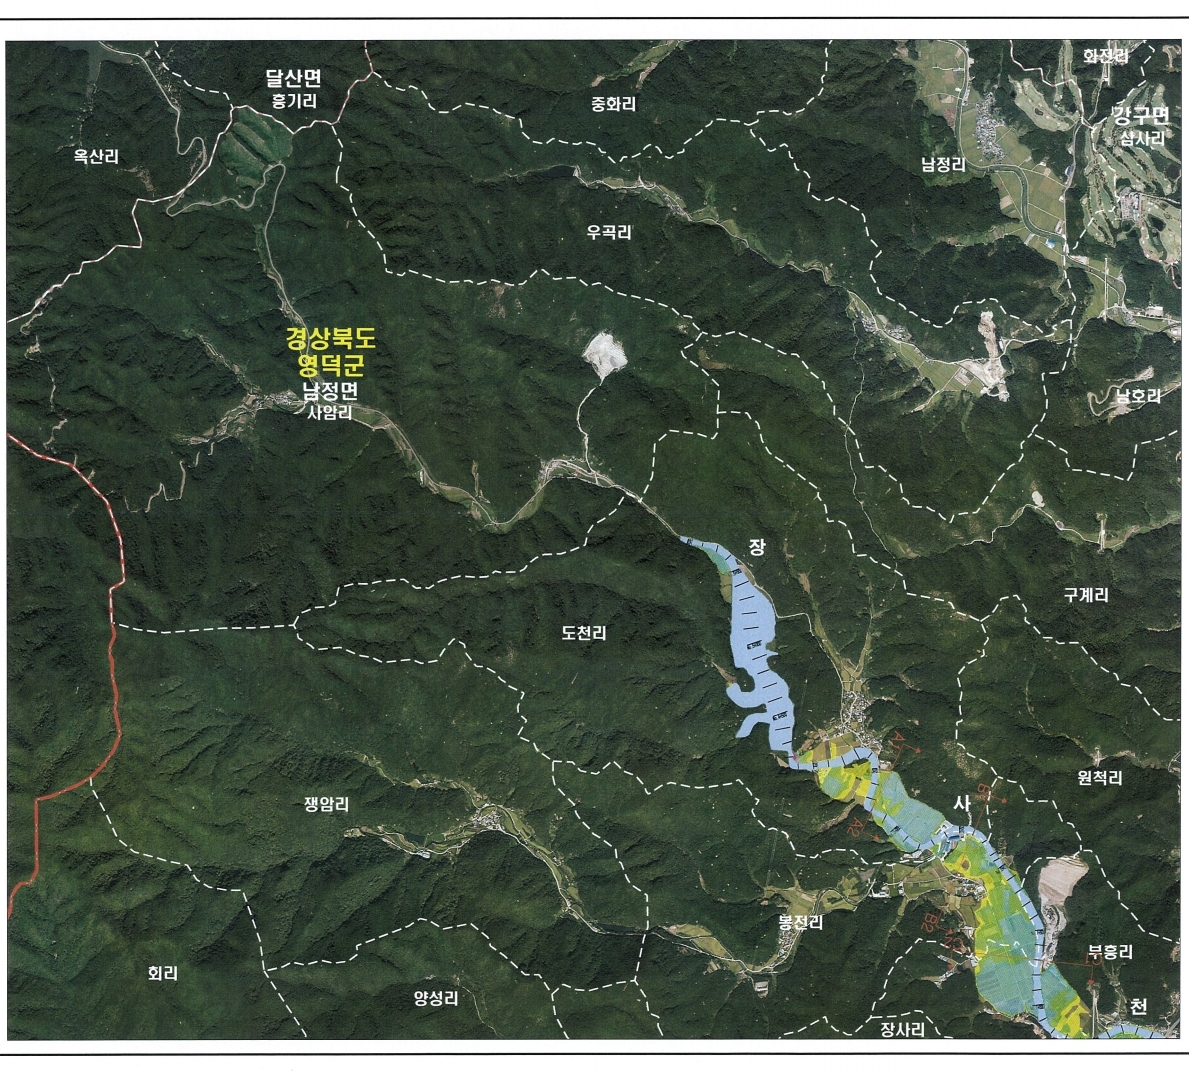 화전리
달산면
흥기리
중화리
강구면
삼사리
옥산리
남정리
우곡리
경상북도
영덕군
남정면
사암리
남호리
장
구계리
도천리
원척리
쟁암리
사
봉전리
부흥리
회리
양성리
천
장사리